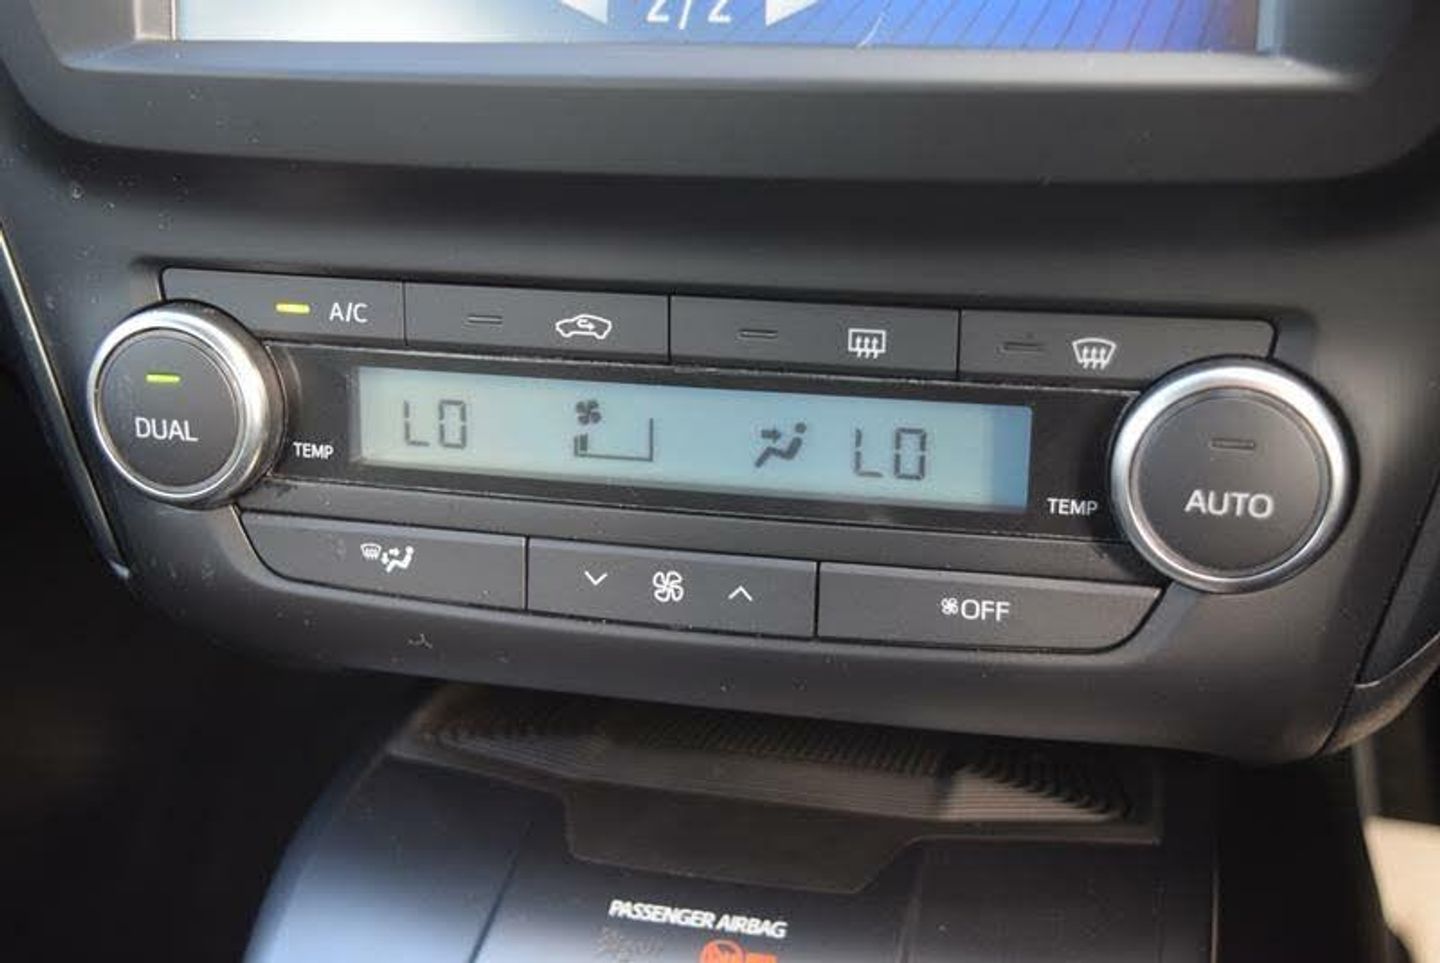 2/2
A/C
DUAL
TEMP
LO
LO
TEMP
AUTO
OFF
PASSENGER AIRBAG